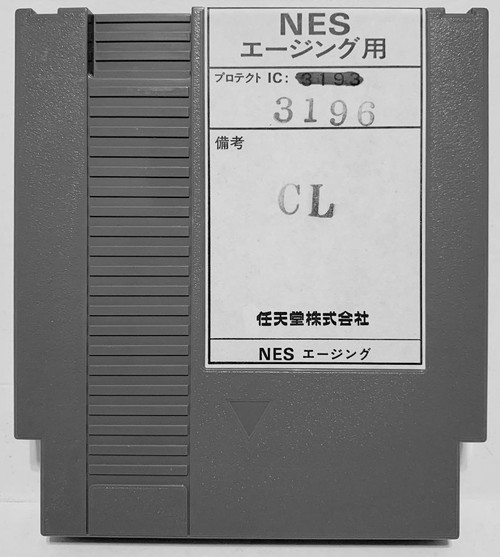 NES
エージング用
プロテクト IC: 3193
3196
備考
CL
任天堂株式会社
NES エージング